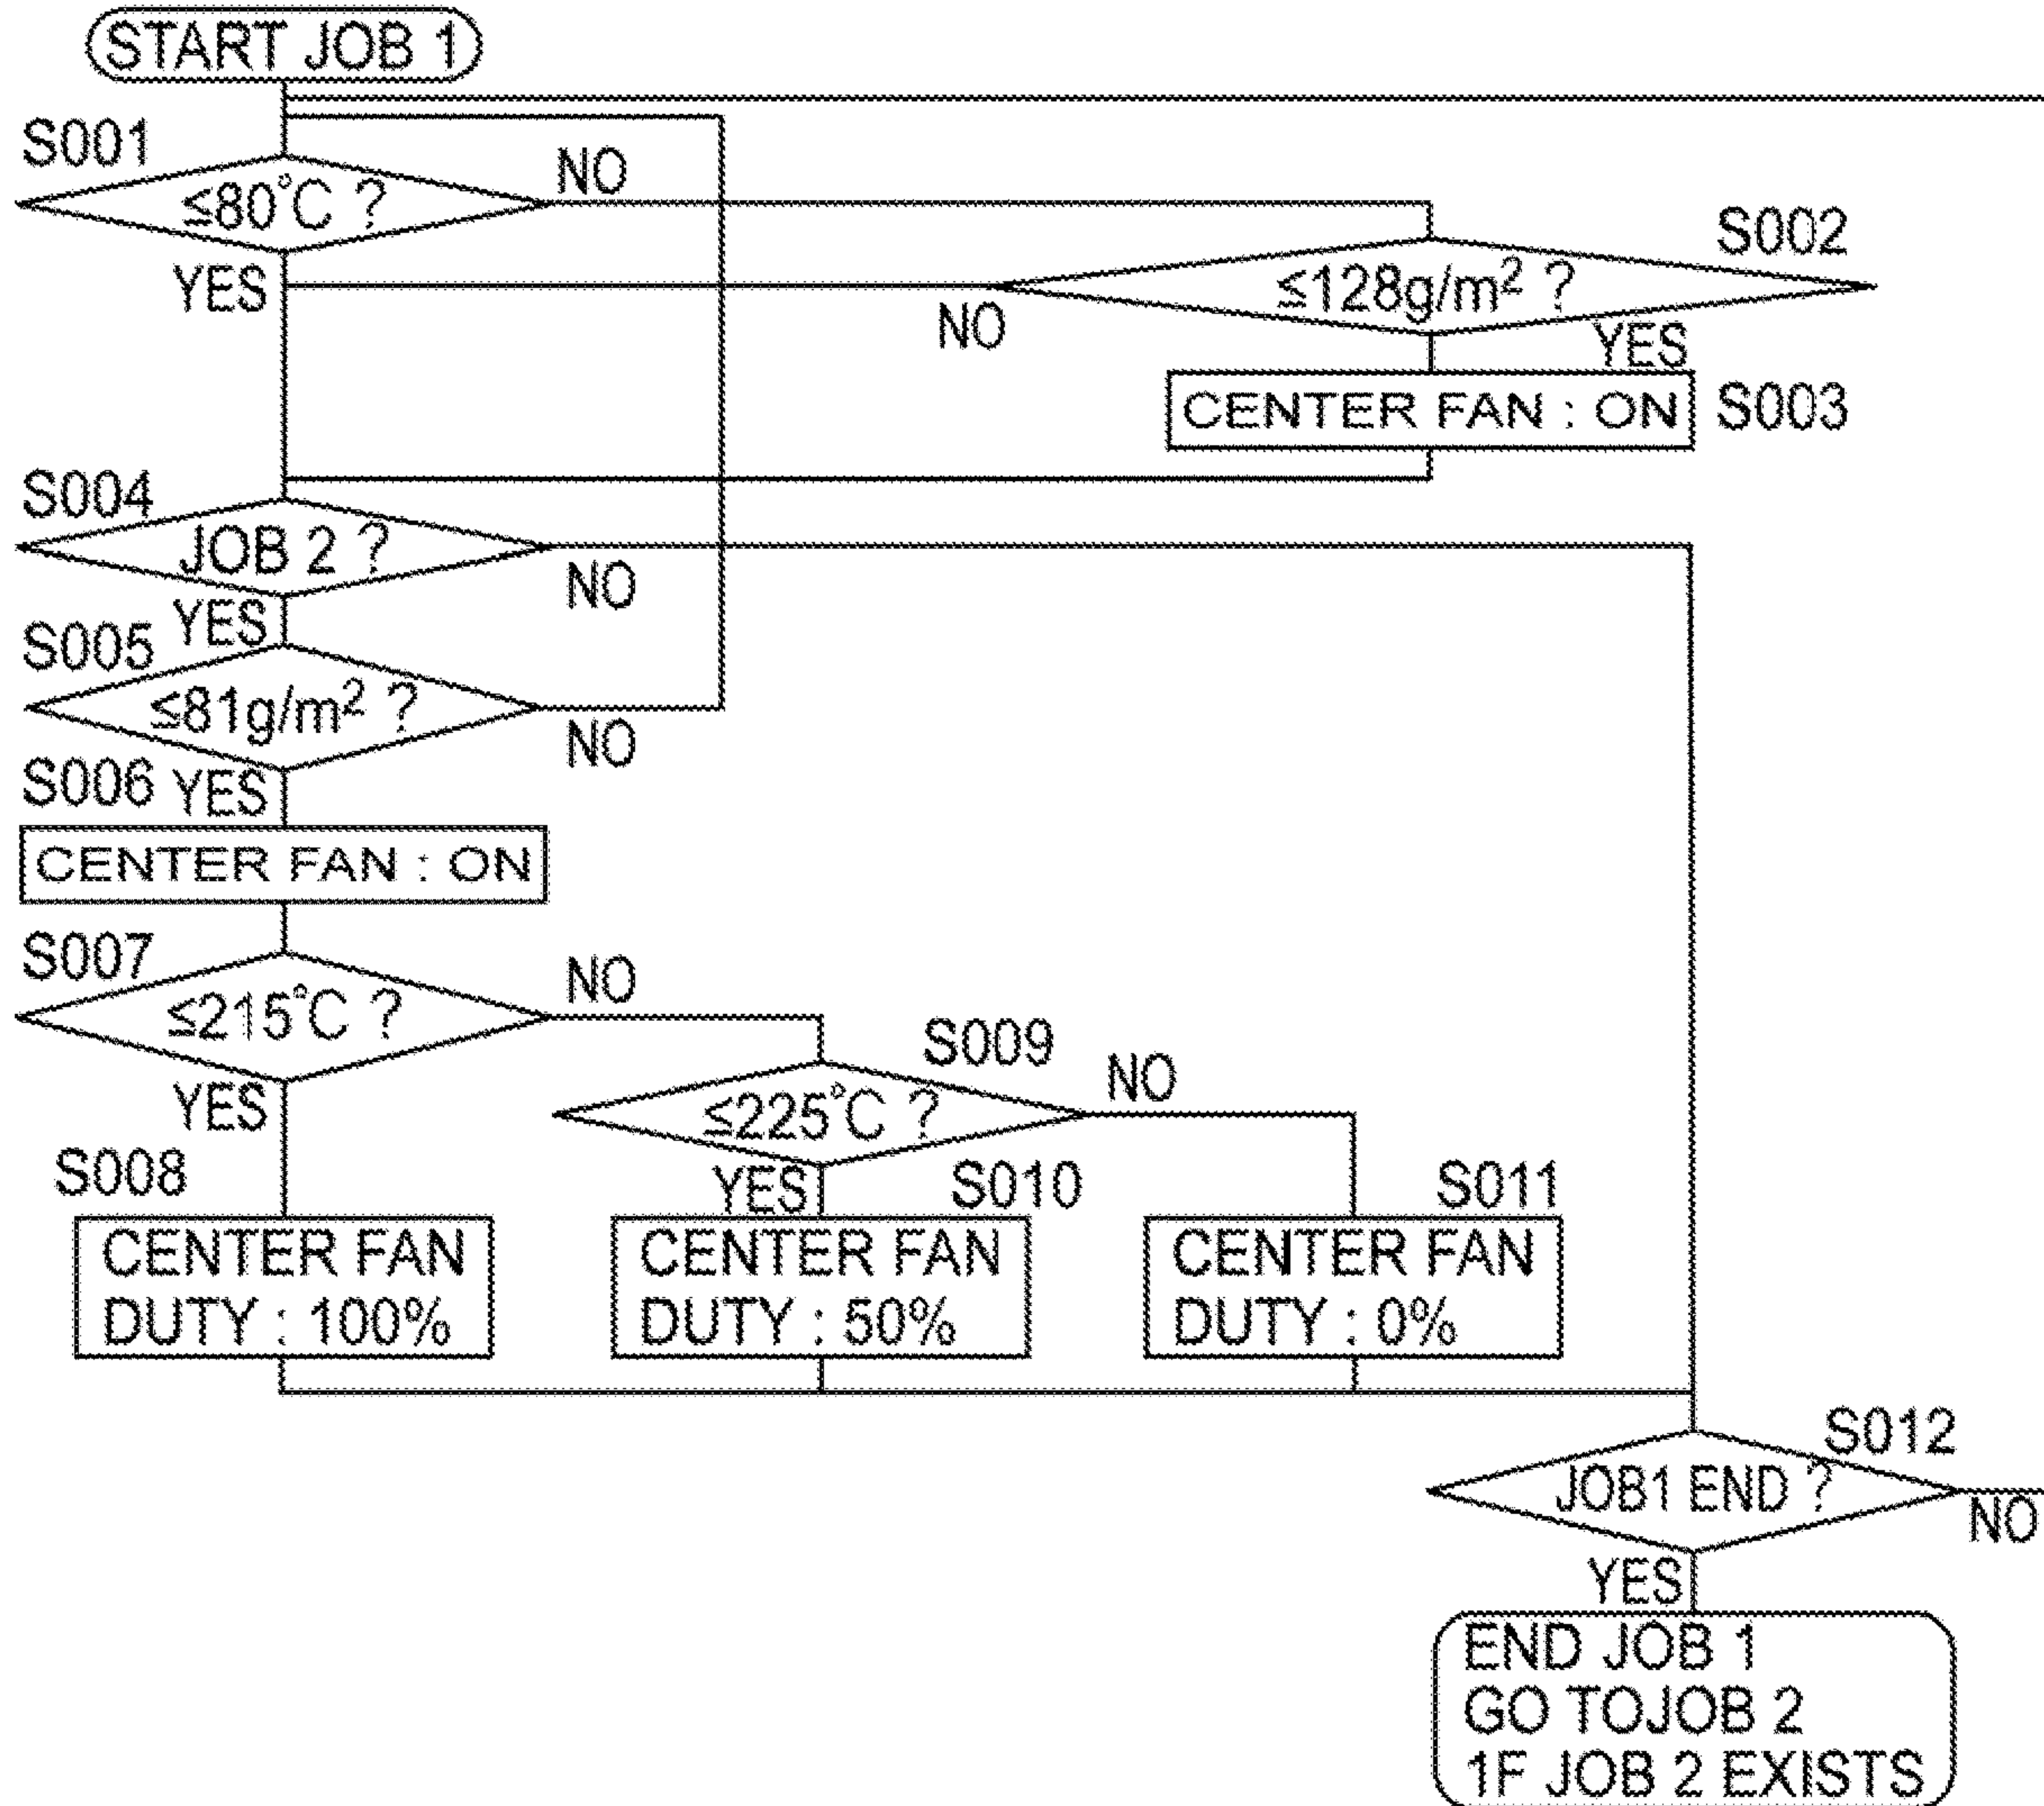 START JOB 1
S001
≤80°C ?
NO
YES
S002
≤128g/m² ?
NO
YES
CENTER FAN : ON
S003
S004
JOB 2 ?
NO
YES
S005
≤81g/m² ?
NO
S006
YES
CENTER FAN : ON
S007
≤215°C ?
NO
YES
S009
≤225°C ?
NO
YES
S008
CENTER FAN
DUTY : 100%
S010
CENTER FAN
DUTY : 50%
S011
CENTER FAN
DUTY : 0%
S012
JOB1 END ?
NO
YES
END JOB 1
GO TOJOB 2
1F JOB 2 EXISTS